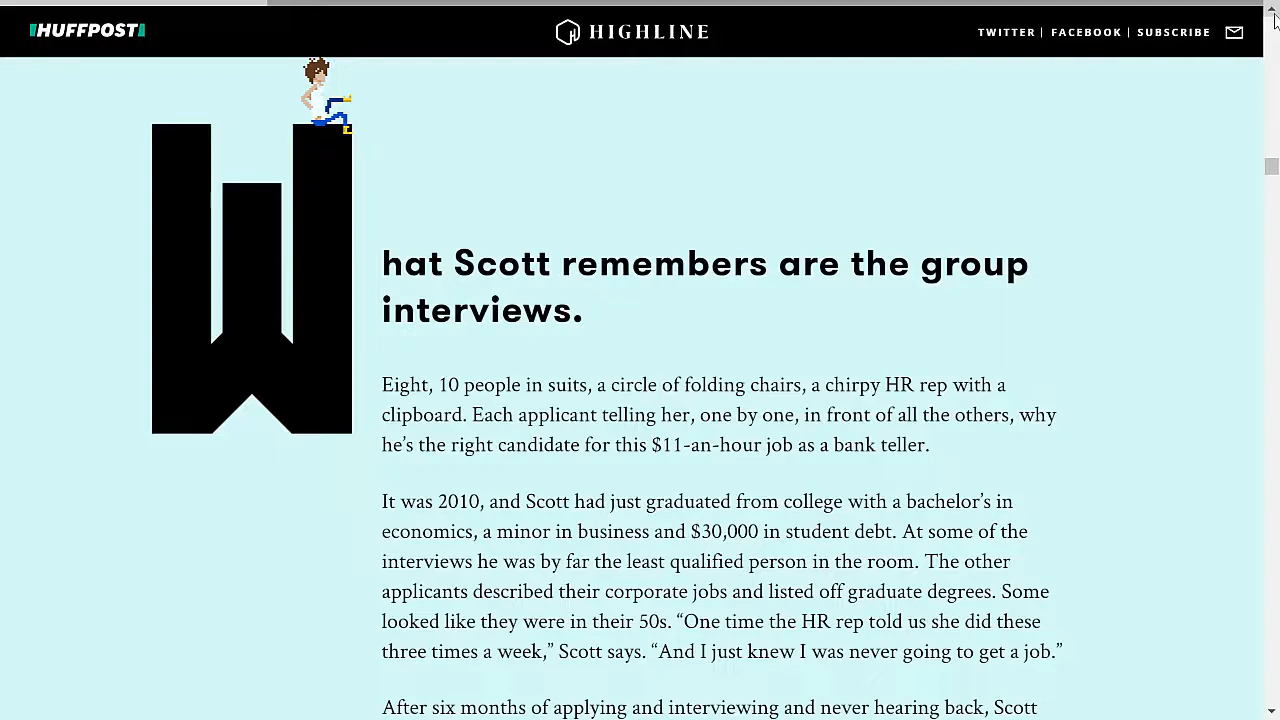 HUFFPOST
HIGHLINE
TWITTER | FACEBOOK | SUBSCRIBE
W
hat Scott remembers are the group
interviews.
Eight, 10 people in suits, a circle of folding chairs, a chirpy HR rep with a
clipboard. Each applicant telling her, one by one, in front of all the others, why
he’s the right candidate for this $11-an-hour job as a bank teller.
It was 2010, and Scott had just graduated from college with a bachelor’s in
economics, a minor in business and $30,000 in student debt. At some of the
interviews he was by far the least qualified person in the room. The other
applicants described their corporate jobs and listed off graduate degrees. Some
looked like they were in their 50s. “One time the HR rep told us she did these
three times a week,” Scott says. “And I just knew I was never going to get a job.”
After six months of applying and interviewing and never hearing back, Scott